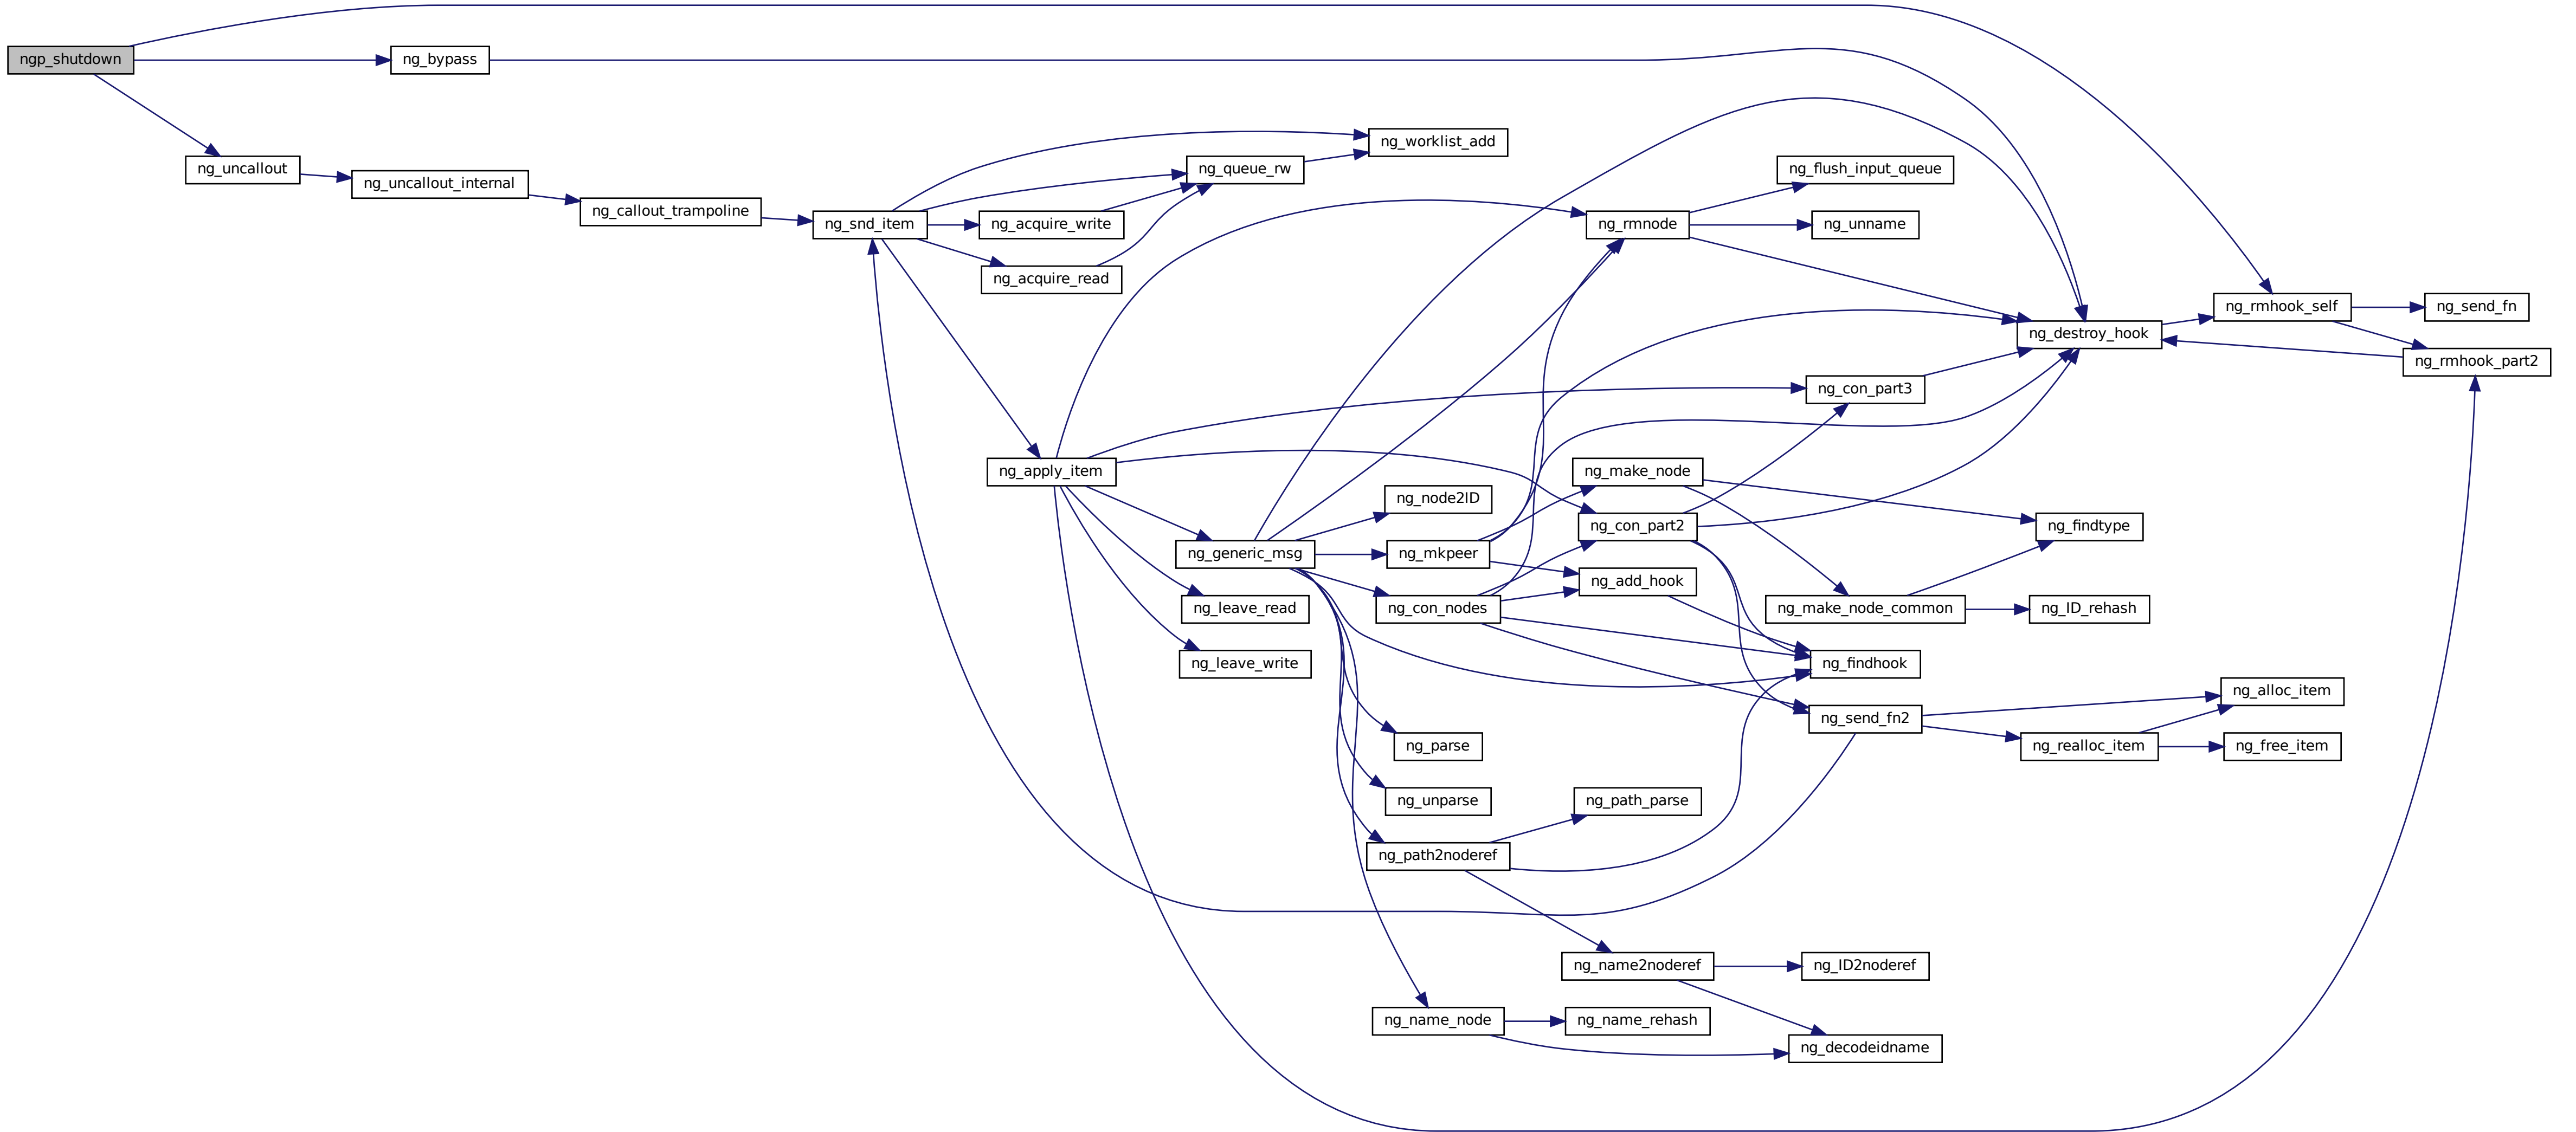 ngp_shutdown
ng_bypass
ng_uncallout
ng_uncallout_internal
ng_callout_trampoline
ng_snd_item
ng_worklist_add
ng_queue_rw
ng_acquire_write
ng_acquire_read
ng_apply_item
ng_generic_msg
ng_leave_read
ng_leave_write
ng_node2ID
ng_mkpeer
ng_con_nodes
ng_parse
ng_unparse
ng_path2noderef
ng_name_node
ng_rmnode
ng_flush_input_queue
ng_unname
ng_destroy_hook
ng_rmhook_self
ng_send_fn
ng_rmhook_part2
ng_con_part3
ng_make_node
ng_con_part2
ng_findtype
ng_add_hook
ng_make_node_common
ng_ID_rehash
ng_findhook
ng_send_fn2
ng_alloc_item
ng_realloc_item
ng_free_item
ng_path_parse
ng_name2noderef
ng_ID2noderef
ng_name_rehash
ng_decodeidname